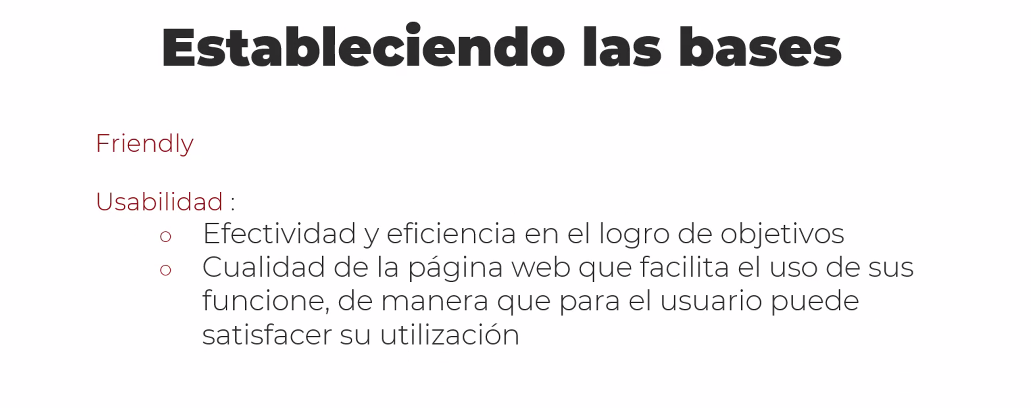 Estableciendo las bases
Friendly
Usabilidad :
○ Efectividad y eficiencia en el logro de objetivos
○ Cualidad de la página web que facilita el uso de sus
funcione, de manera que para el usuario puede
satisfacer su utilización